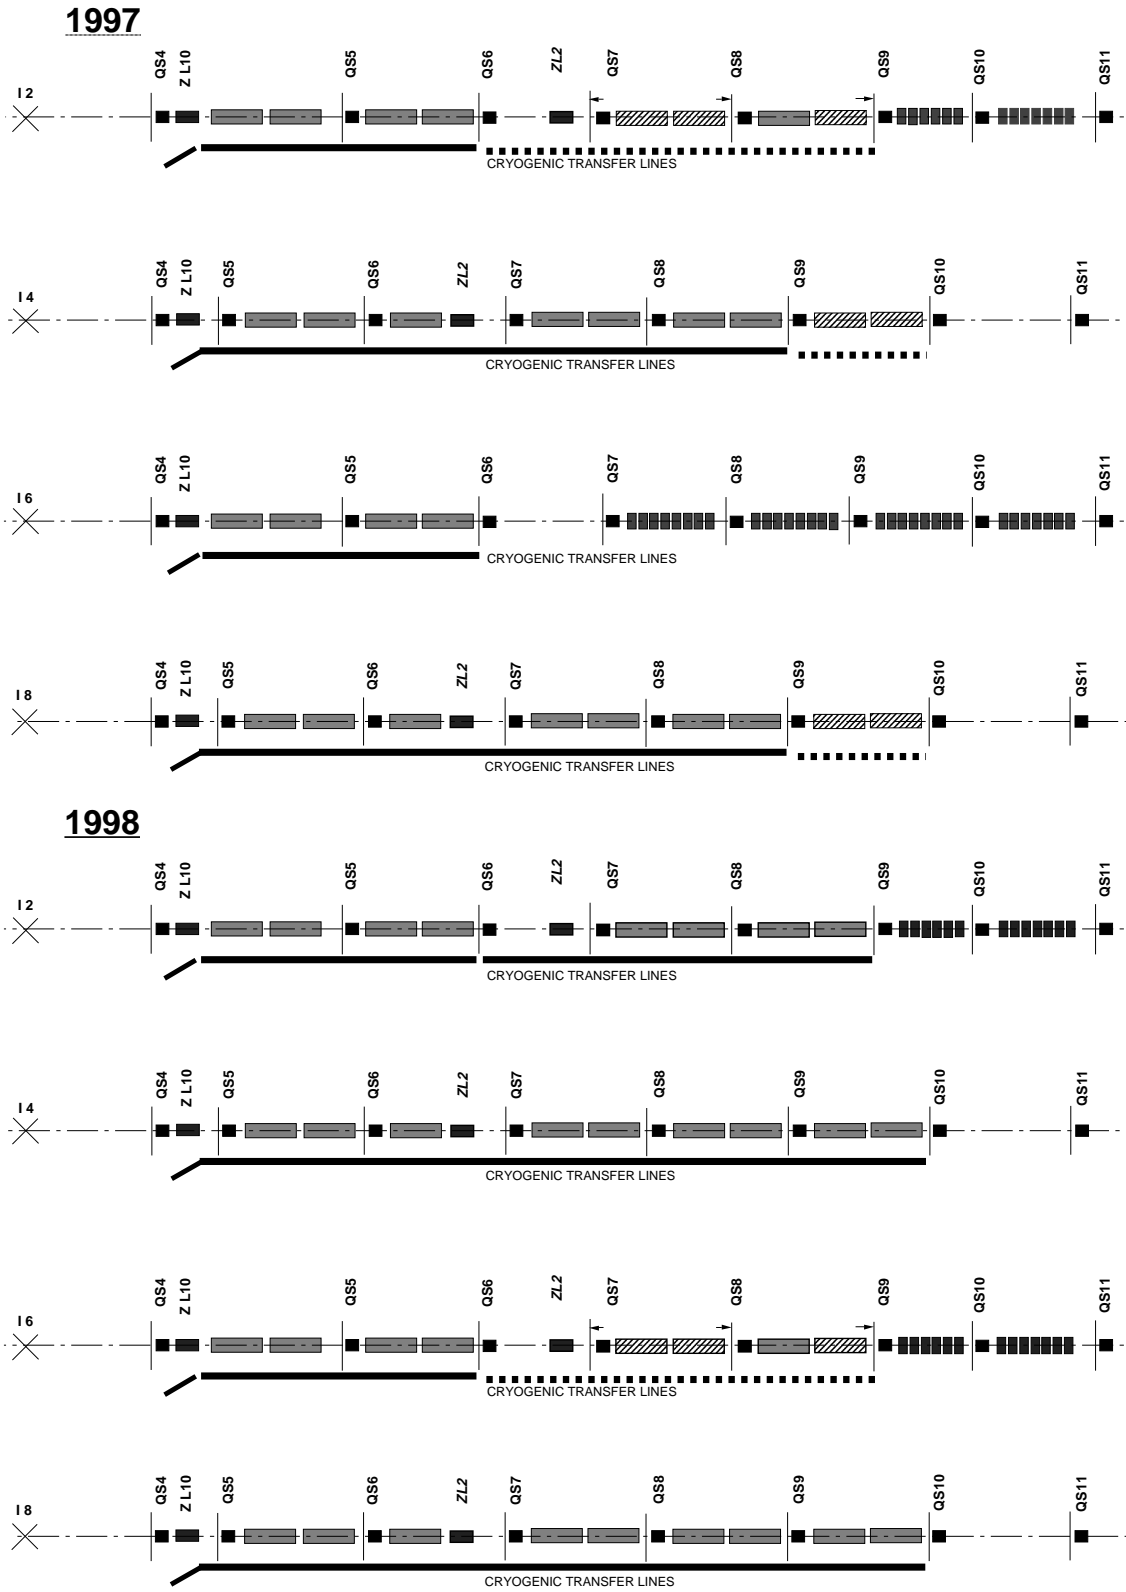 1997
QS4 Z L10 QS5 QS6 ZL2 QS7 QS8 QS9 QS10 QS11
I 2
CRYOGENIC TRANSFER LINES
QS4 Z L10 QS5 QS6 ZL2 QS7 QS8 QS9 QS10 QS11
I 4
CRYOGENIC TRANSFER LINES
QS4 Z L10 QS5 QS6 QS7 QS8 QS9 QS10 QS11
I 6
CRYOGENIC TRANSFER LINES
QS4 Z L10 QS5 QS6 ZL2 QS7 QS8 QS9 QS10 QS11
I 8
CRYOGENIC TRANSFER LINES
1998
QS4 Z L10 QS5 QS6 ZL2 QS7 QS8 QS9 QS10 QS11
I 2
CRYOGENIC TRANSFER LINES
QS4 Z L10 QS5 QS6 ZL2 QS7 QS8 QS9 QS10 QS11
I 4
CRYOGENIC TRANSFER LINES
QS4 Z L10 QS5 QS6 ZL2 QS7 QS8 QS9 QS10 QS11
I 6
CRYOGENIC TRANSFER LINES
QS4 Z L10 QS5 QS6 ZL2 QS7 QS8 QS9 QS10 QS11
I 8
CRYOGENIC TRANSFER LINES